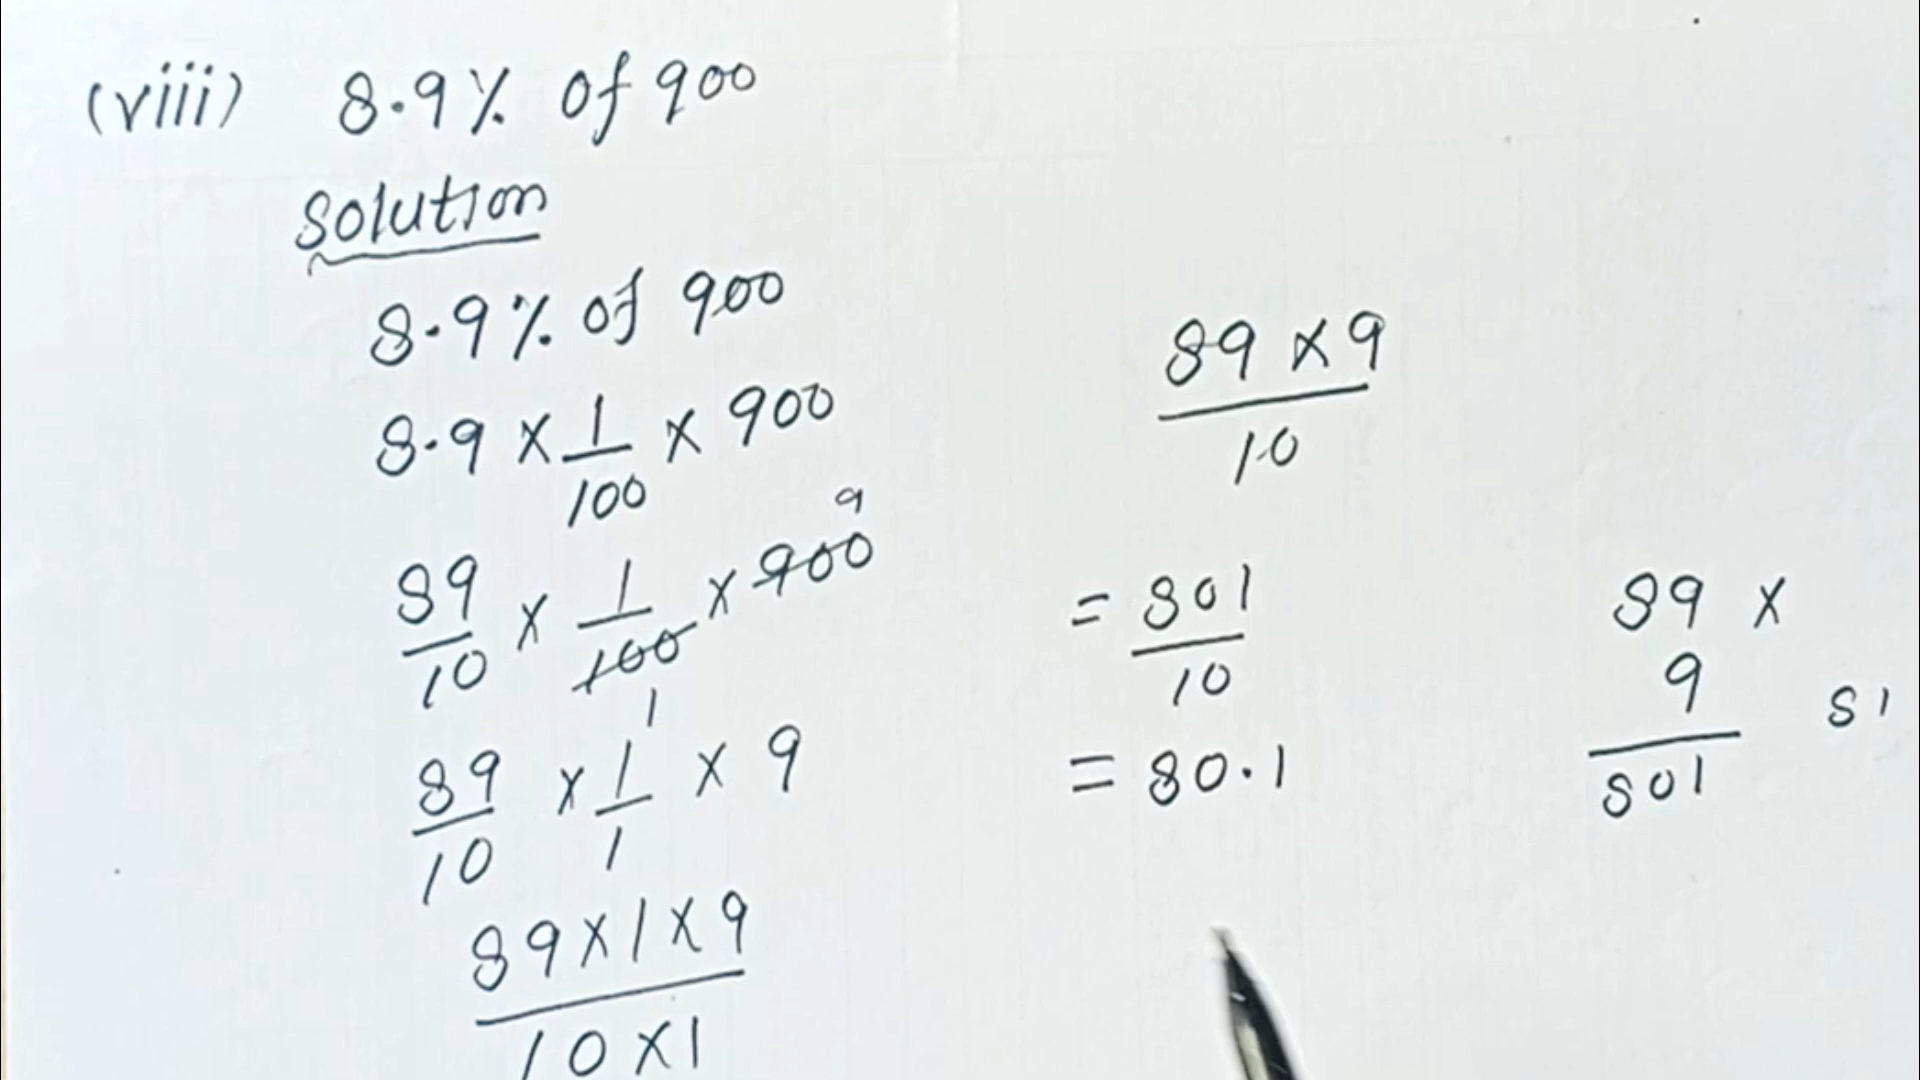 (viii) 8.9% of 900
Solution
8.9% of 900
8.9 × 1/100 × 900
9
89/10 × 1/100 × 900
1
89/10 × 1/1 × 9
89×1×9
10×1
89 × 9
10
= 801/10
= 80.1
89 ×
9
81
801